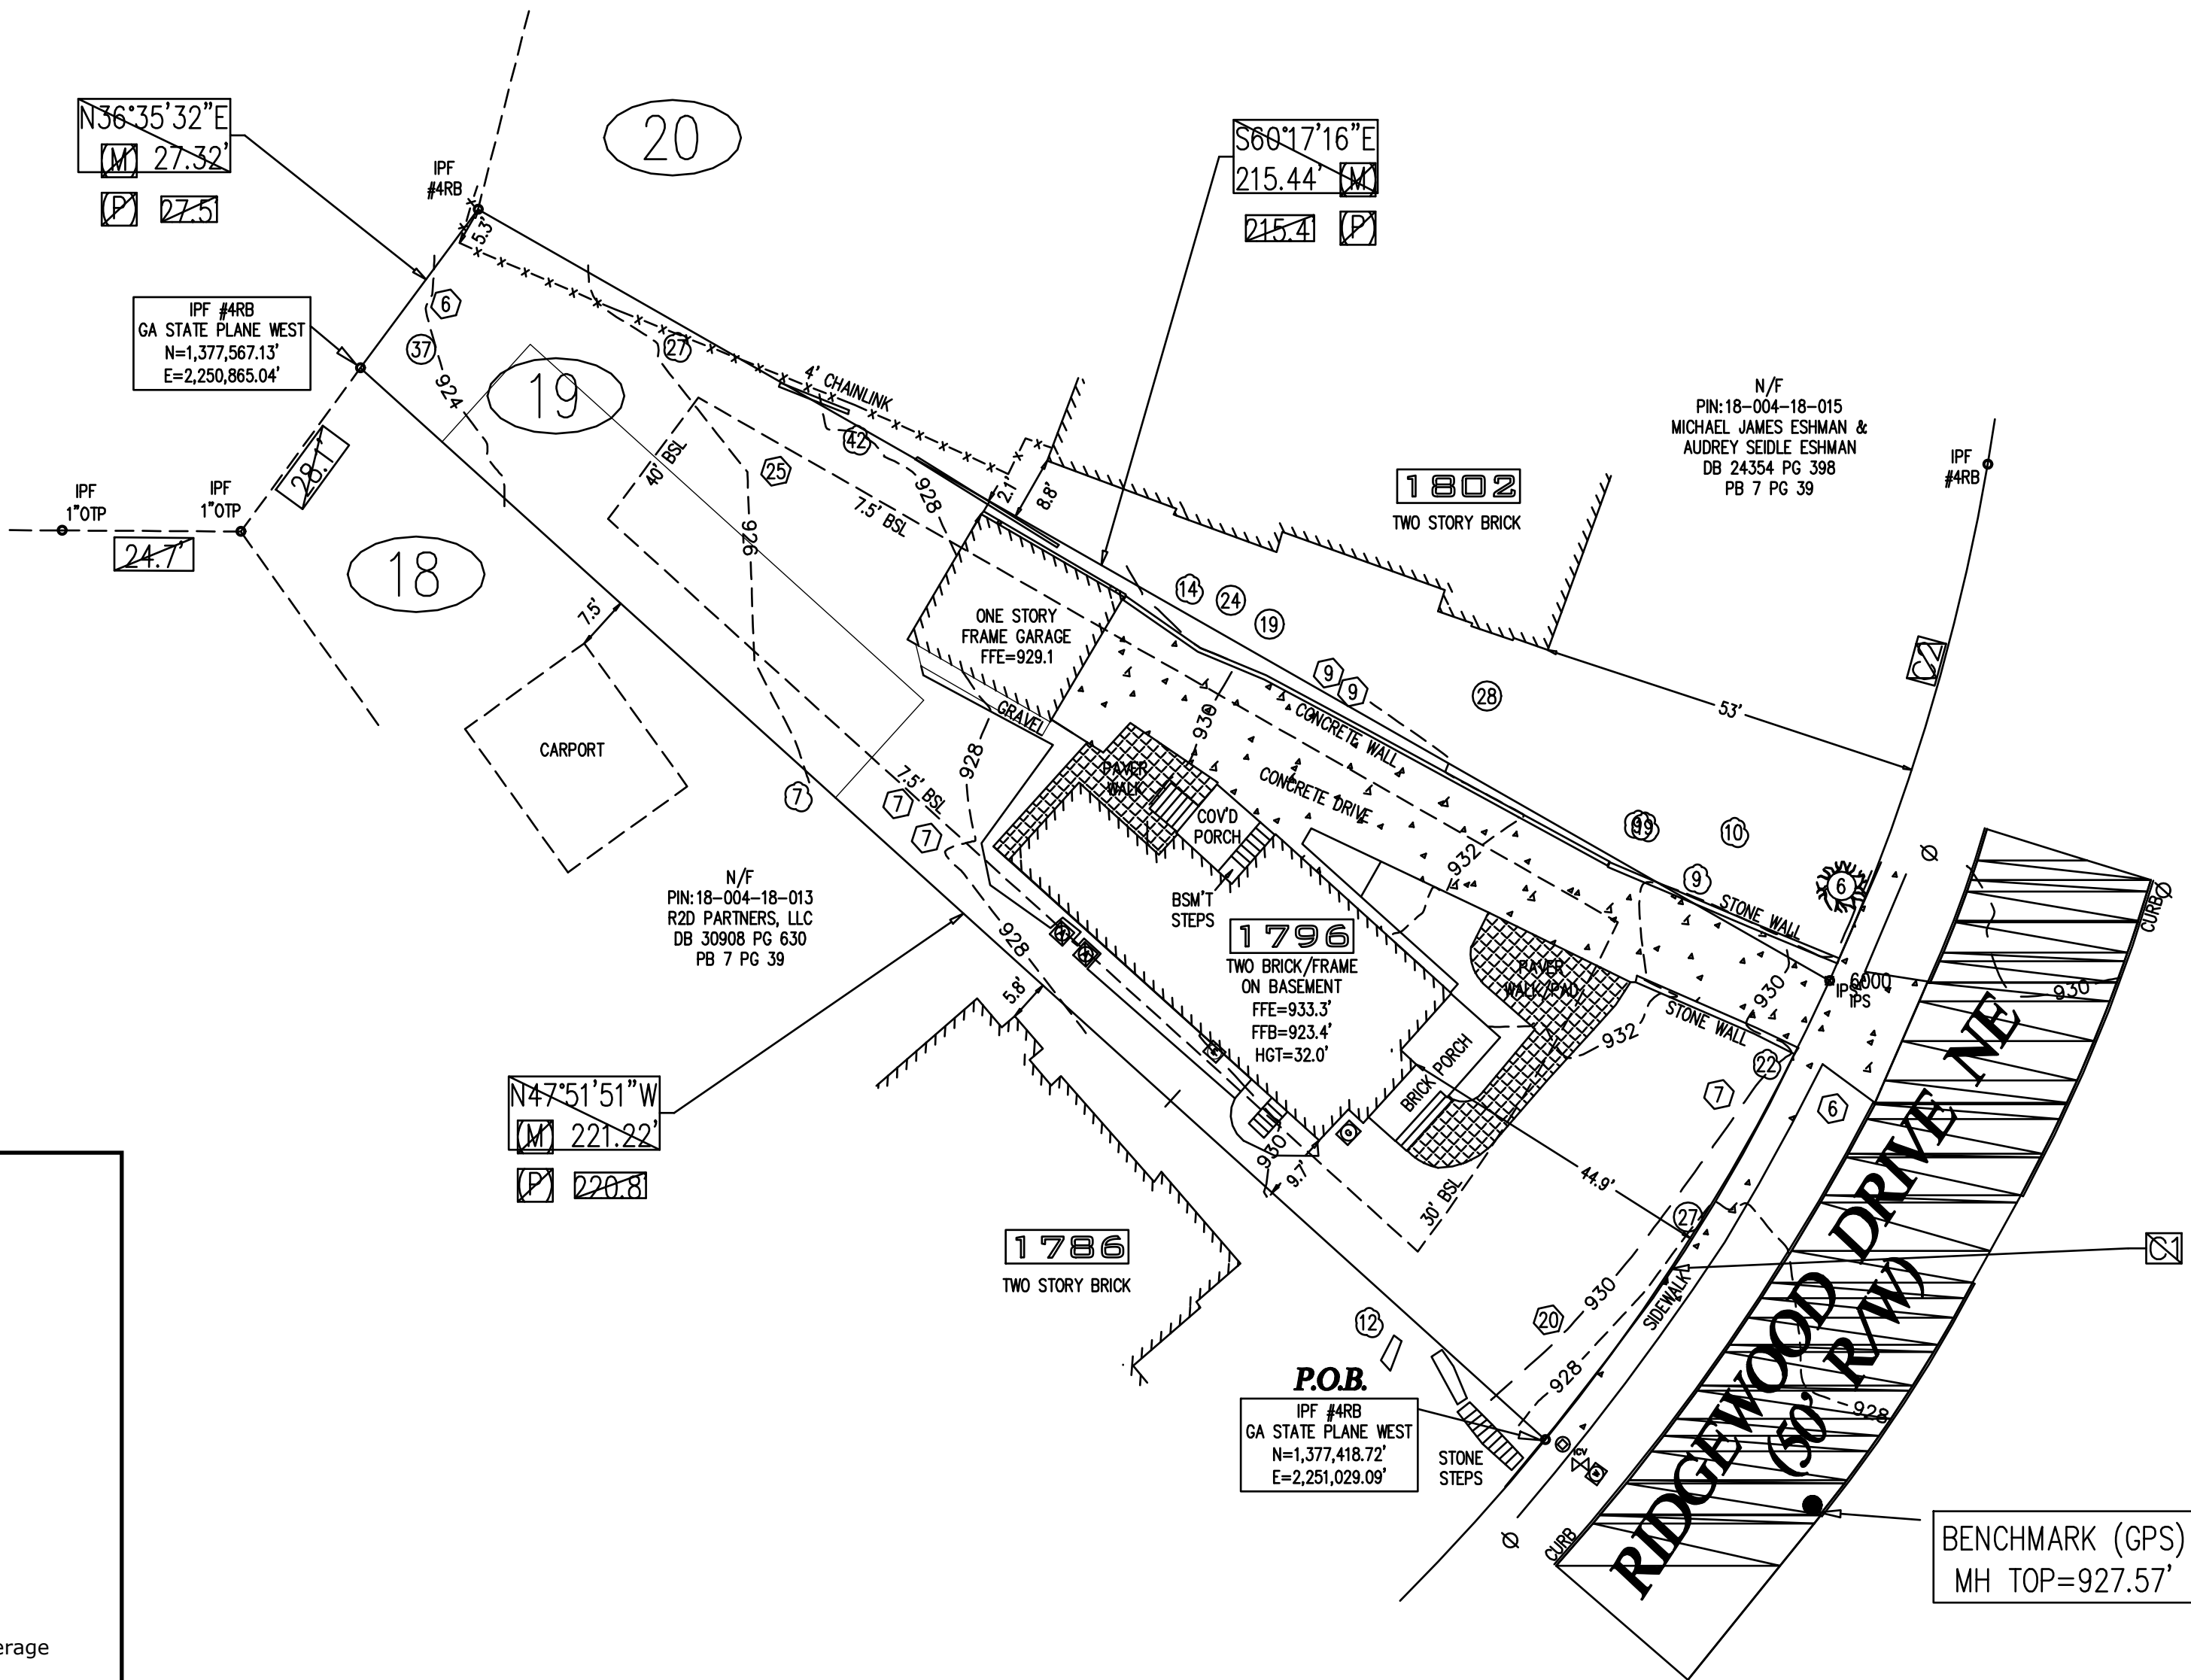 N36°35'32"E
(M) 27.32'
(P) 27.5'
20
IPF
#4RB
5.3'
S60°17'16"E
215.44' (M)
215.4' (P)
IPF #4RB
GA STATE PLANE WEST
N=1,377,567.13'
E=2,250,865.04'
6
37
924
19
27
4' CHAINLINK
42
25
40' BSL
7.5' BSL
928
926
2.1'
8.8'
1802
TWO STORY BRICK
N/F
PIN:18-004-18-015
MICHAEL JAMES ESHMAN &
AUDREY SEIDLE ESHMAN
DB 24354 PG 398
PB 7 PG 39
IPF
#4RB
C2
53'
28.1'
IPF
1"OTP
IPF
1"OTP
24.7'
18
7.5'
CARPORT
ONE STORY
FRAME GARAGE
FFE=929.1
GRAVEL
14
24
19
9
9
28
930
CONCRETE WALL
CONCRETE DRIVE
PAVER
WALK
COV'D
PORCH
BSM'T
STEPS
928
7.5' BSL
7
7
7
928
932
19
10
9
6
STONE WALL
CURB
N/F
PIN:18-004-18-013
R2D PARTNERS, LLC
DB 30908 PG 630
PB 7 PG 39
1796
TWO BRICK/FRAME
ON BASEMENT
FFE=933.3'
FFB=923.4'
HGT=32.0'
PAVER
WALK/PAD
930
IPS
6000
IPS
930
STONE WALL
932
22
7
6
5.8'
BRICK PORCH
G
N47°51'51"W
(M) 221.22'
(P) 220.8'
930
9.7'
30' BSL
44.9'
27
C1
1786
TWO STORY BRICK
SIDEWALK
930
20
12
928
P.O.B.
IPF #4RB
GA STATE PLANE WEST
N=1,377,418.72'
E=2,251,029.09'
STONE
STEPS
ICV
CURB
RIDGEWOOD DRIVE NE
(50' R/W)
928
BENCHMARK (GPS)
MH TOP=927.57'
erage